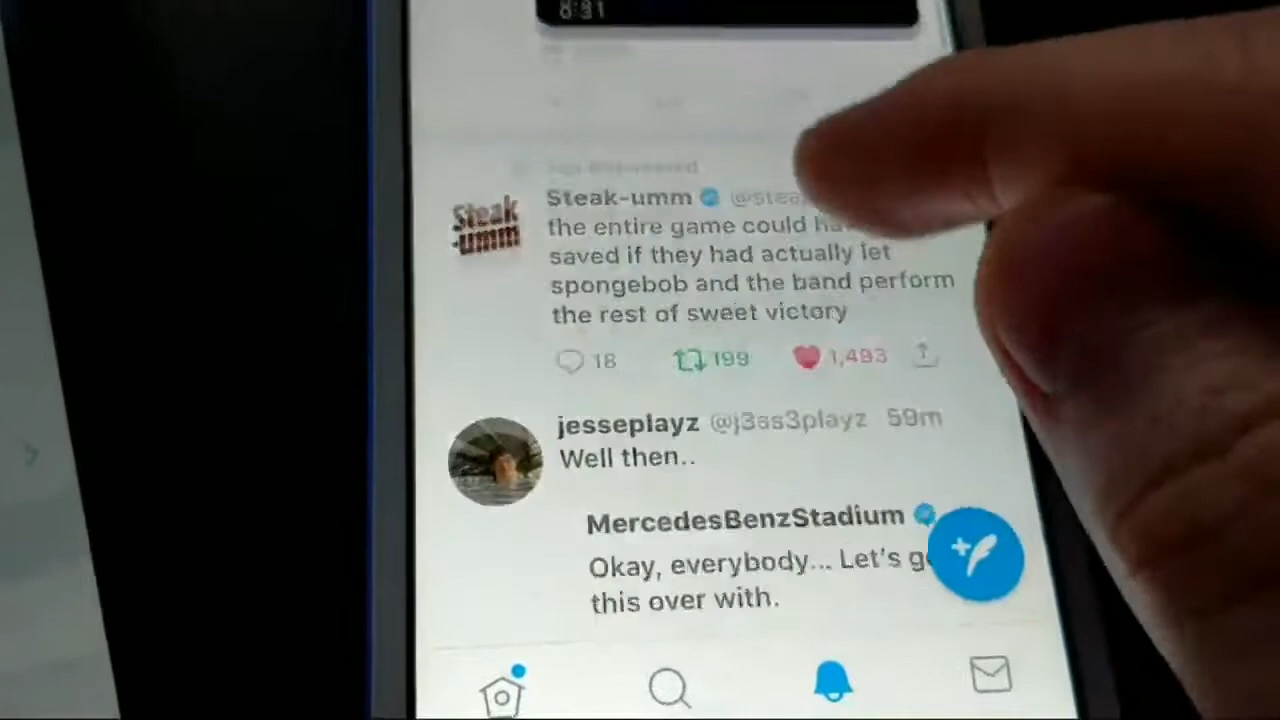 8:31
Steak-umm
Steak
-umm
the entire game could
saved if they had actually let
spongebob and the band perform
the rest of sweet victory
18 199 1,493
jesseplayz @j3ss3playz 59m
Well then..
MercedesBenzStadium
Okay, everybody... Let's
this over with.